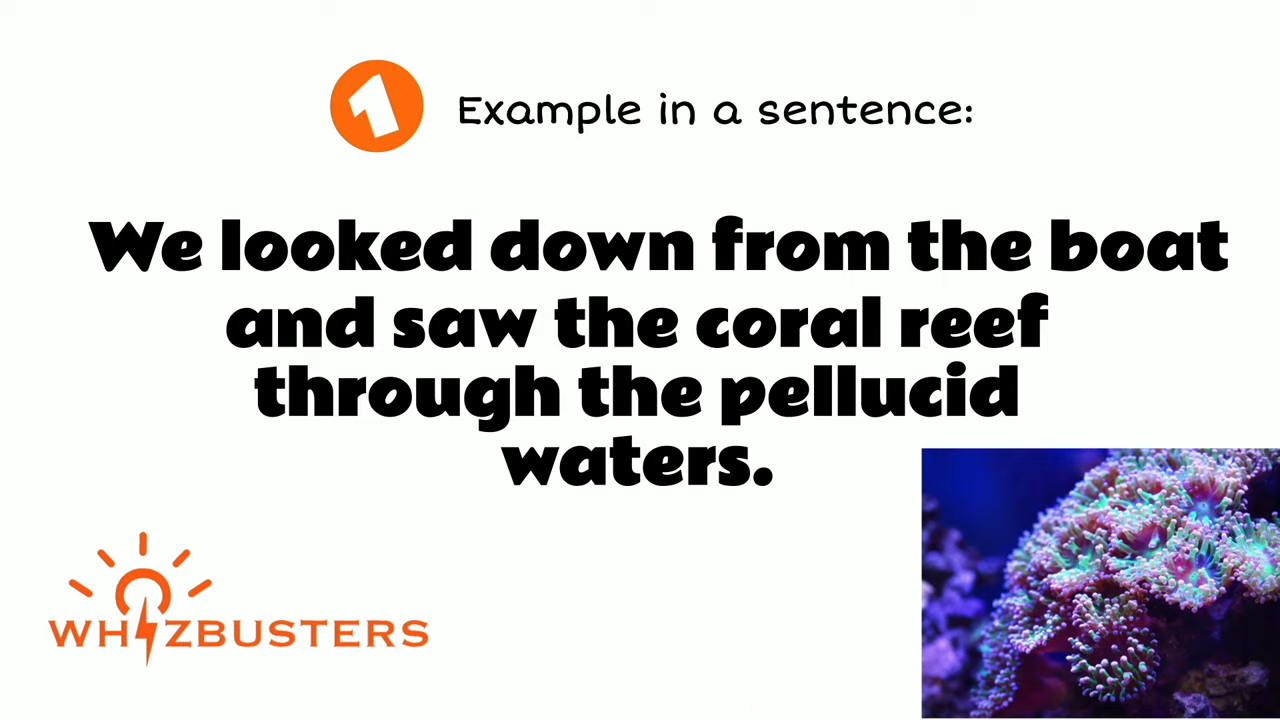 1 Example in a sentence:
We looked down from the boat
and saw the coral reef
through the pellucid
waters.
WHIZBUSTERS